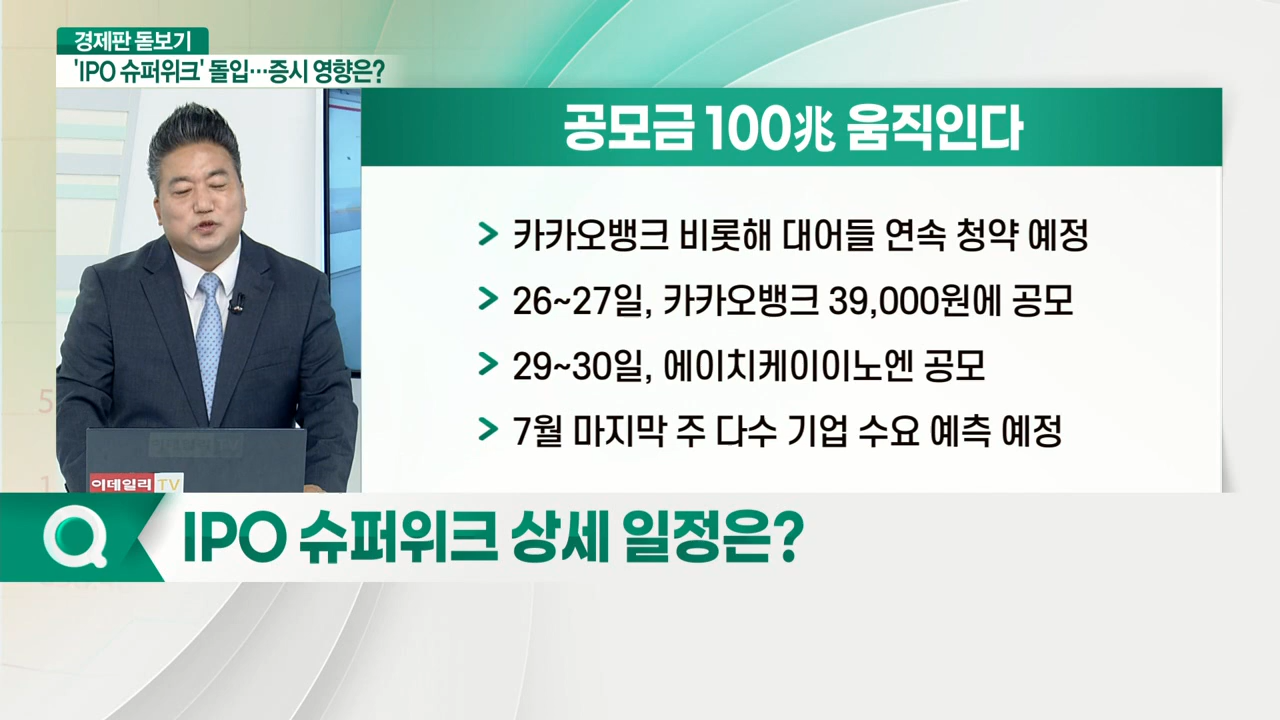 경제판 돋보기
'IPO 슈퍼위크' 돌입…증시 영향은?
공모금 100兆 움직인다
> 카카오뱅크 비롯해 대어들 연속 청약 예정
> 26~27일, 카카오뱅크 39,000원에 공모
> 29~30일, 에이치케이이노엔 공모
> 7월 마지막 주 다수 기업 수요 예측 예정
이데일리 TV
Q IPO 슈퍼위크 상세 일정은?